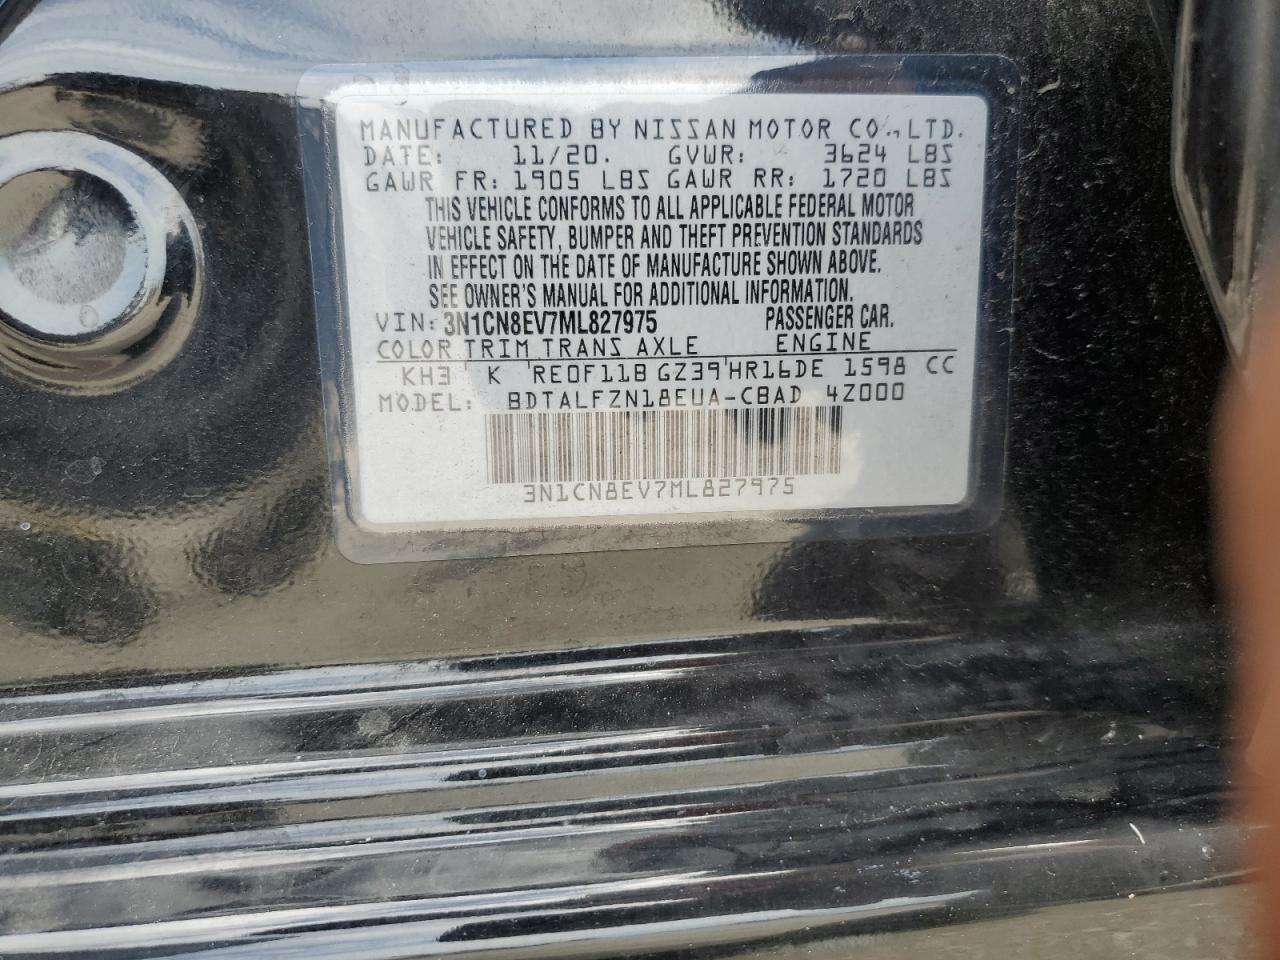 MANUFACTURED BY NISSAN MOTOR CO., LTD.
DATE: 11/20. GVWR: 3624 LBS
GAWR FR: 1905 LBS GAWR RR: 1720 LBS
THIS VEHICLE CONFORMS TO ALL APPLICABLE FEDERAL MOTOR
VEHICLE SAFETY, BUMPER AND THEFT PREVENTION STANDARDS
IN EFFECT ON THE DATE OF MANUFACTURE SHOWN ABOVE.
SEE OWNER'S MANUAL FOR ADDITIONAL INFORMATION.
VIN: 3N1CN8EV7ML827975 PASSENGER CAR.
COLOR TRIM TRANS AXLE ENGINE
KH3 K RE0F11B GZ39 HR16DE 1598 CC
MODEL: BDTALFZN18EUA-CBAD 4Z000
3N1CN8EV7ML827975